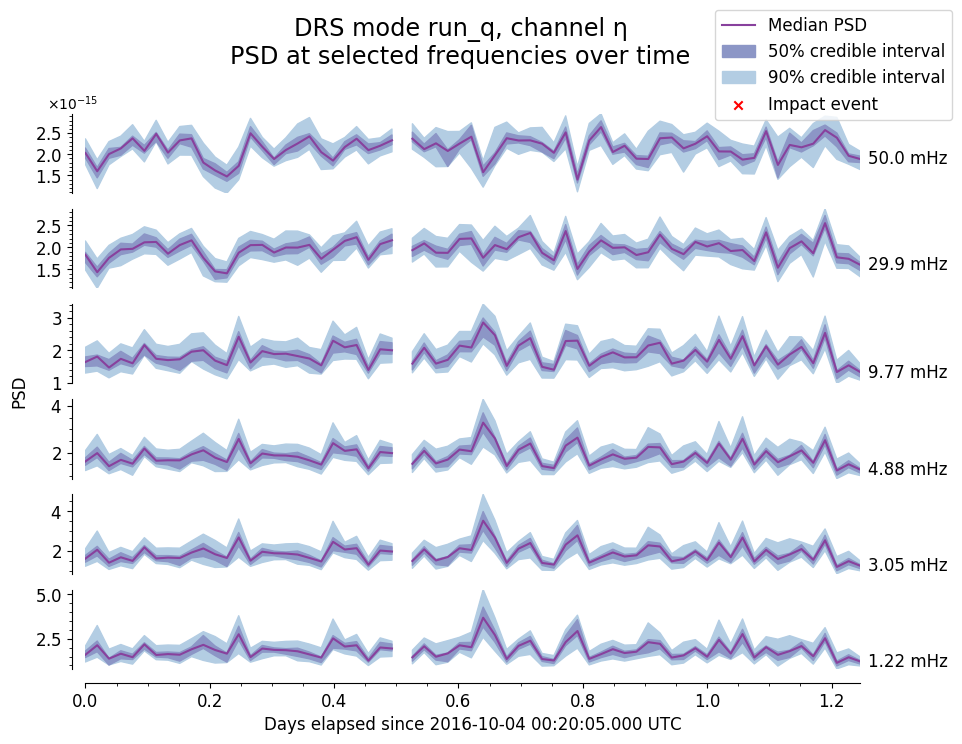 DRS mode run_q, channel η
PSD at selected frequencies over time
Median PSD
50% credible interval
90% credible interval
Impact event
×10⁻¹⁵
2.5
2.0
1.5
50.0 mHz
2.5
2.0
1.5
29.9 mHz
3
2
1
9.77 mHz
PSD
4
2
4.88 mHz
4
2
3.05 mHz
5.0
2.5
1.22 mHz
0.0 0.2 0.4 0.6 0.8 1.0 1.2
Days elapsed since 2016-10-04 00:20:05.000 UTC